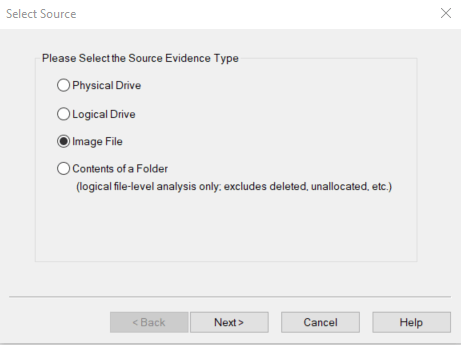 Select Source
Please Select the Source Evidence Type
Physical Drive
Logical Drive
Image File
Contents of a Folder
(logical file-level analysis only; excludes deleted, unallocated, etc.)
< Back
Next >
Cancel
Help